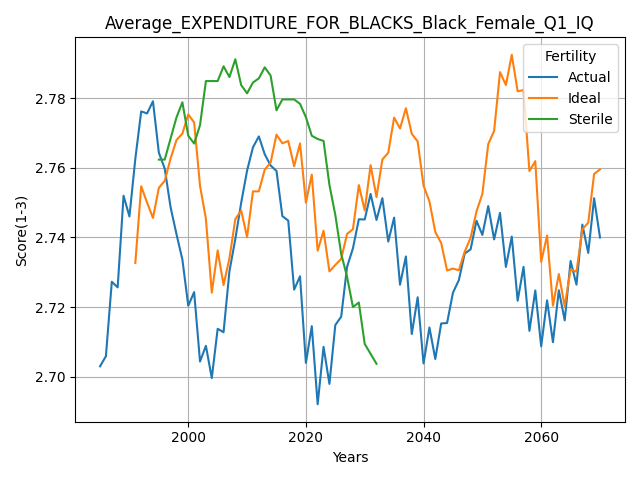 Average_EXPENDITURE_FOR_BLACKS_Black_Female_Q1_IQ
Fertility
Actual
Ideal
Sterile
Score(1-3)
2.78
2.76
2.74
2.72
2.70
2000
2020
2040
2060
Years